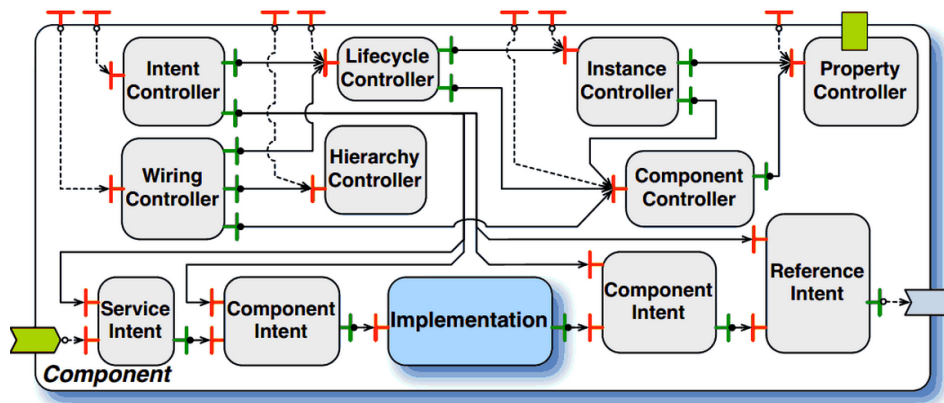 Intent
Controller
Lifecycle
Controller
Instance
Controller
Property
Controller
Wiring
Controller
Hierarchy
Controller
Component
Controller
Service
Intent
Component
Intent
Implementation
Component
Intent
Reference
Intent
Component